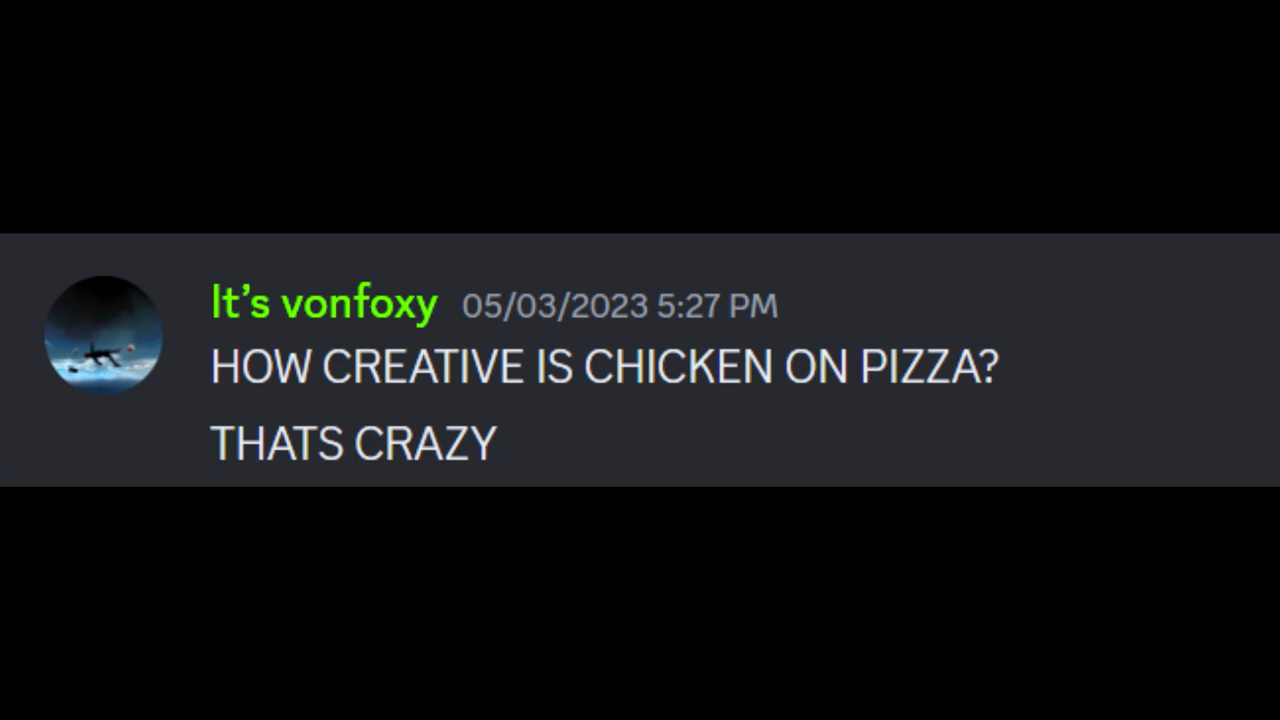 It’s vonfoxy 05/03/2023 5:27 PM
HOW CREATIVE IS CHICKEN ON PIZZA?
THATS CRAZY